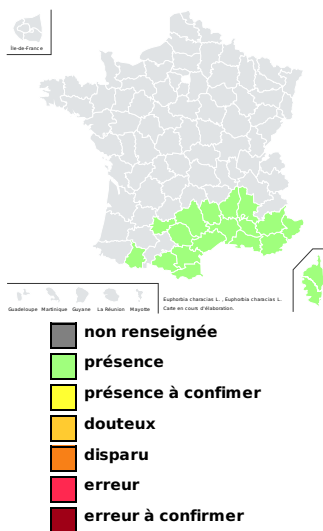 Île-de-France
Guadeloupe Martinique Guyane La Réunion Mayotte
Euphorbia characias L. , Euphorbia characias L.
Carte en cours d'élaboration.
non renseignée
présence
présence à confimer
douteux
disparu
erreur
erreur à confirmer